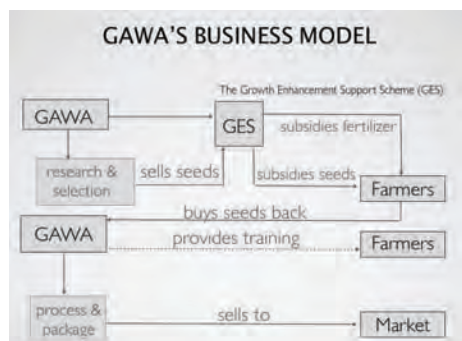 GAWA'S BUSINESS MODEL
The Growth Enhancement Support Scheme (GES)
GAWA
GES
subsidies fertilizer
research &
selection
sells seeds
subsidies seeds
Farmers
buys seeds back
GAWA
provides training
Farmers
process &
package
sells to
Market